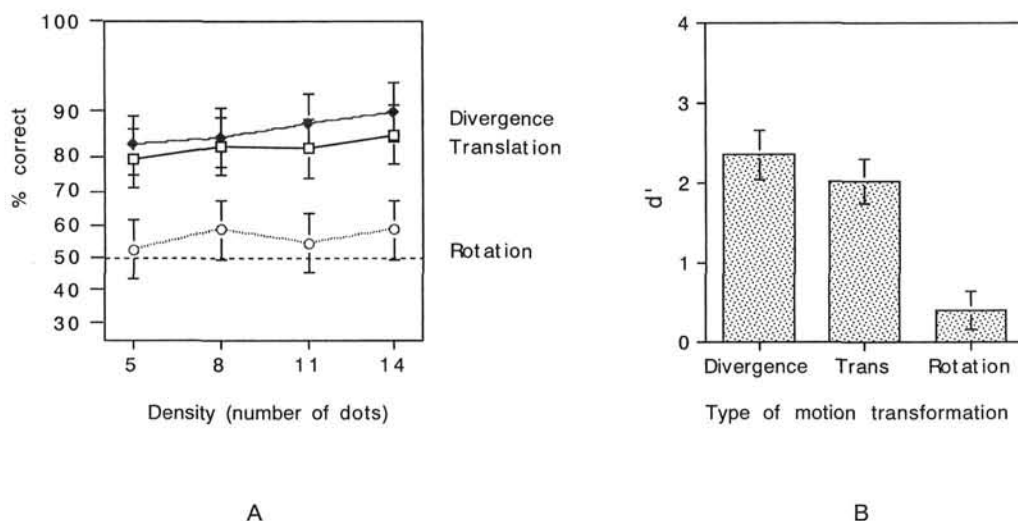 100
90
80
70
60
50
40
30
% correct
5 8 11 14
Density (number of dots)
Divergence
Translation
Rotation
A
4
3
2
1
0
d'
Divergence Trans Rotation
Type of motion transformation
B